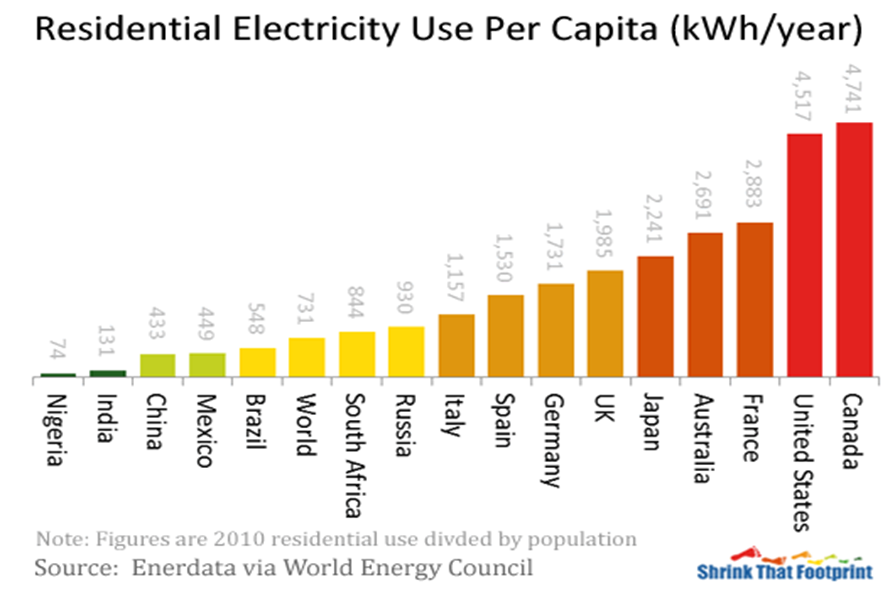 Residential Electricity Use Per Capita (kWh/year)
74
131
433
449
548
731
844
930
1,157
1,530
1,731
1,985
2,241
2,691
2,883
4,517
4,741
Nigeria
India
China
Mexico
Brazil
World
South Africa
Russia
Italy
Spain
Germany
UK
Japan
Australia
France
United States
Canada
Note: Figures are 2010 residential use divded by population
Source: Enerdata via World Energy Council
Shrink That Footprint